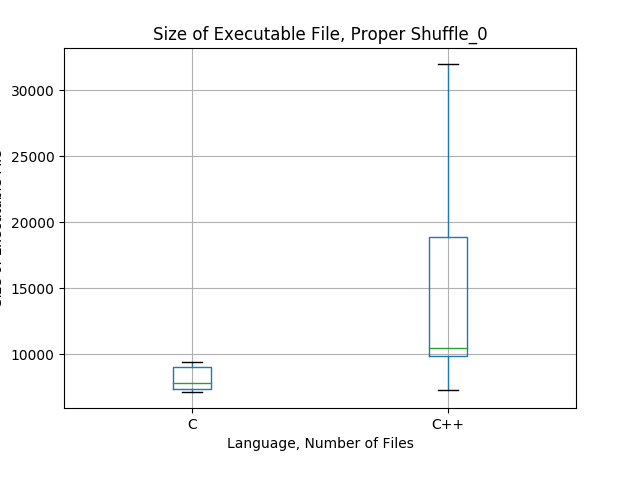 Size of Executable File, Proper Shuffle_0
30000
25000
20000
15000
10000
C
C++
Language, Number of Files